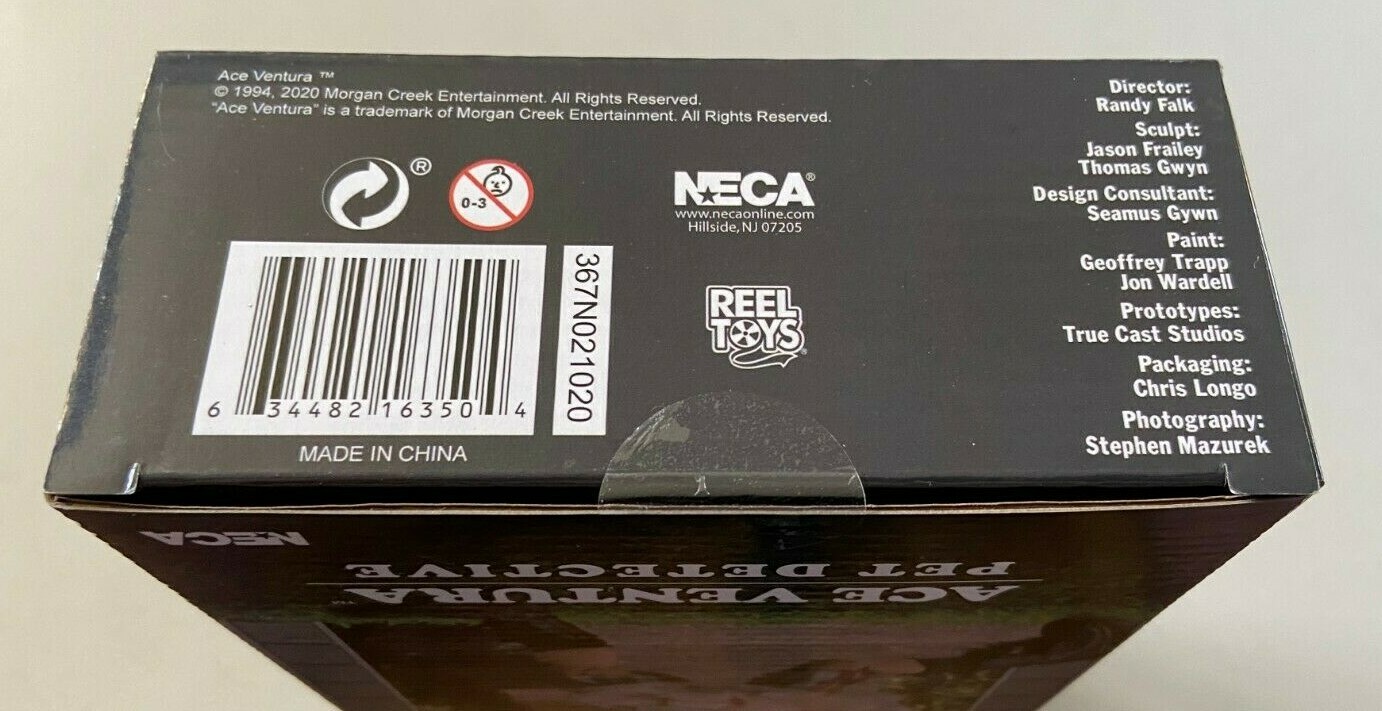 Ace Ventura ™
© 1994, 2020 Morgan Creek Entertainment. All Rights Reserved.
"Ace Ventura" is a trademark of Morgan Creek Entertainment. All Rights Reserved.
®
0-3
NECA®
www.necaonline.com
Hillside, NJ 07205
REEL
TOYS®
6 34482 16350 4
367N021020
MADE IN CHINA
Director:
Randy Falk
Sculpt:
Jason Frailey
Thomas Gwyn
Design Consultant:
Seamus Gywn
Paint:
Geoffrey Trapp
Jon Wardell
Prototypes:
True Cast Studios
Packaging:
Chris Longo
Photography:
Stephen Mazurek
NECA
ACE VENTURA™
PET DETECTIVE